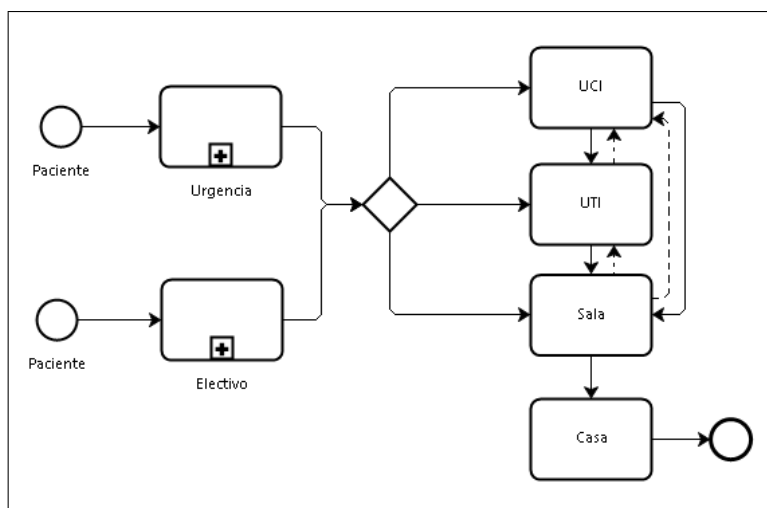 Paciente
Urgencia
Paciente
Electivo
UCI
UTI
Sala
Casa